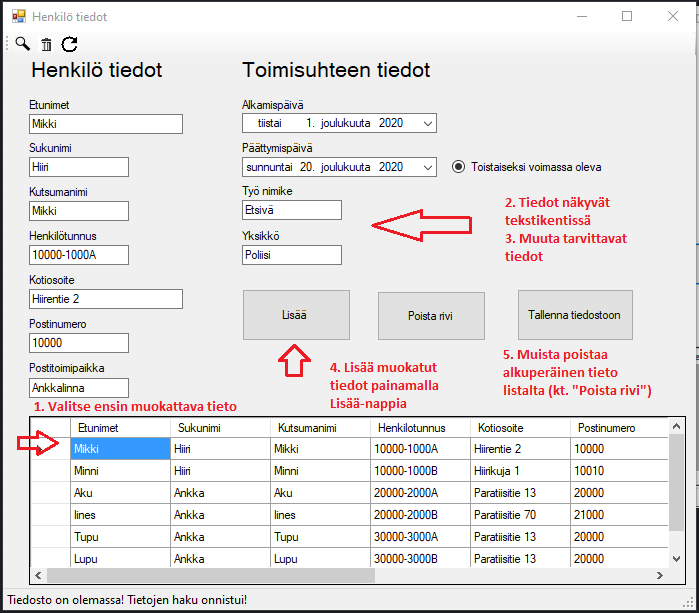 Henkilö tiedot
Henkilö tiedot
Toimisuhteen tiedot
Etunimet
Mikki
Sukunimi
Hiiri
Kutsumanimi
Mikki
Henkilötunnus
10000-1000A
Kotiosoite
Hiirentie 2
Postinumero
10000
Postitoimipaikka
Ankkalinna
Alkamispäivä
tiistai 1. joulukuuta 2020
Päättymispäivä
sunnuntai 20. joulukuuta 2020
Toistaiseksi voimassa oleva
Työ nimike
Etsivä
Yksikkö
Poliisi
2. Tiedot näkyvät
tekstikentissä
3. Muuta tarvittavat
tiedot
Lisää
Poista rivi
Tallenna tiedostoon
4. Lisää muokatut
tiedot painamalla
Lisää-nappia
5. Muista poistaa
alkuperäinen tieto
listalta (kt. "Poista rivi")
1. Valitse ensin muokattava tieto
Etunimet Sukunimi Kutsumanimi Henkilotunnus Kotiosoite Postinumero
Mikki Hiiri Mikki 10000-1000A Hiirentie 2 10000
Minni Hiiri Minni 10000-1000B Hiirikuja 1 10010
Aku Ankka Aku 20000-2000A Paratiisitie 13 20000
Iines Ankka Iines 20000-2000B Paratiisitie 70 21000
Tupu Ankka Tupu 30000-3000A Paratiisitie 13 20000
Lupu Ankka Lupu 30000-3000B Paratiisitie 13 20000
Tiedosto on olemassa! Tietojen haku onnistui!